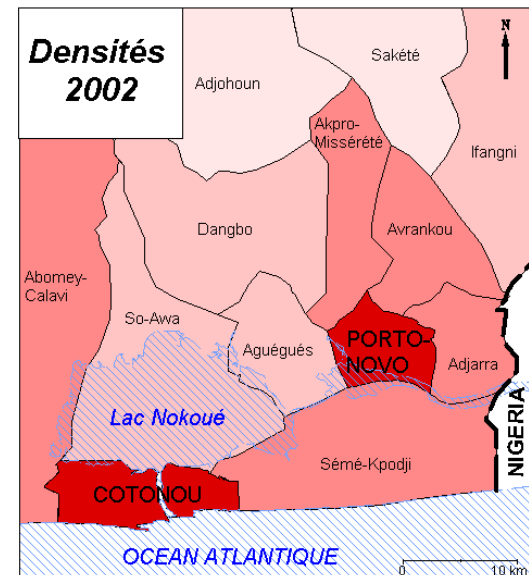 Densités
2002
N
Sakété
Adjohoun
Akpro-
Missérété
Ifangni
Dangbo
Avrankou
Abomey-
Calavi
So-Awa
PORTO-
NOVO
Aguégués
Adjarra
NIGERIA
Lac Nokoué
Sémé-Kpodji
COTONOU
OCEAN ATLANTIQUE
0
10 km